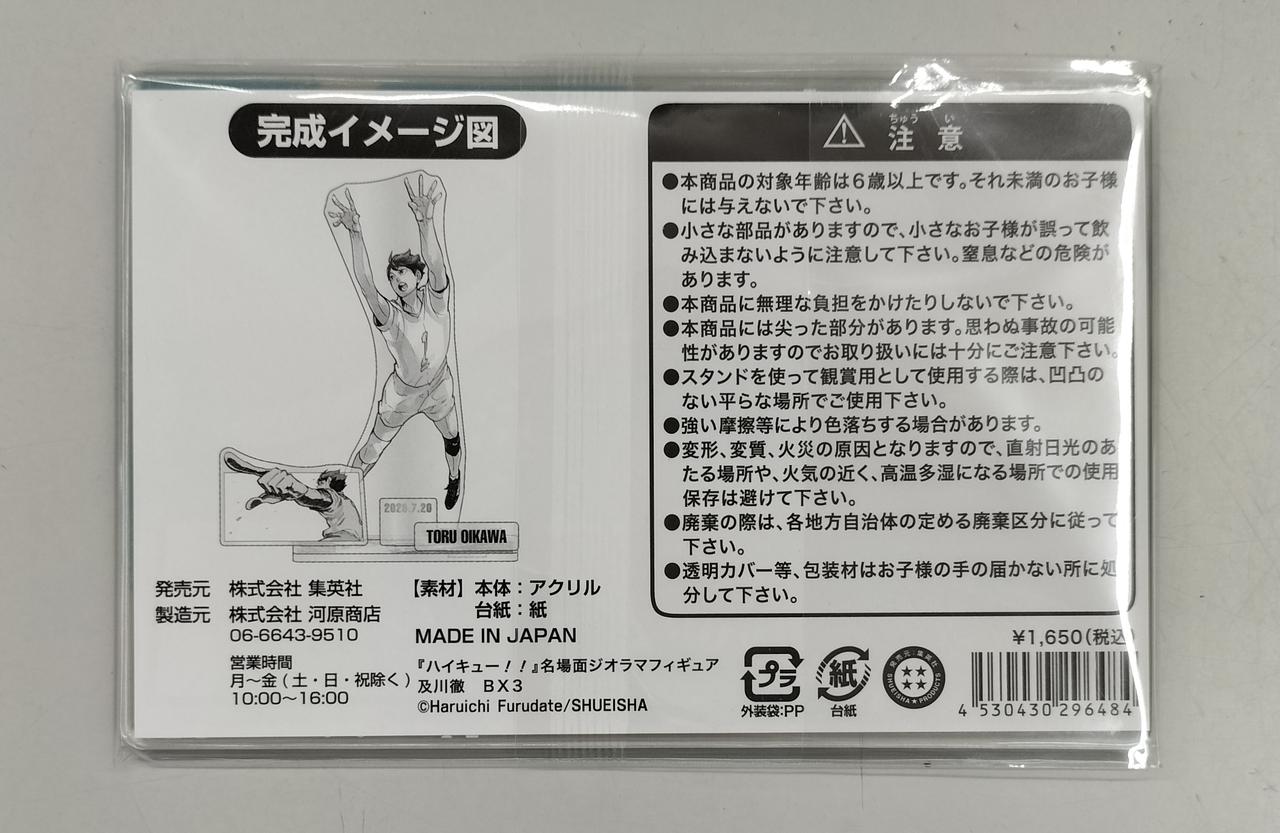 完成イメージ図
2026.7.20
TORU OIKAWA
発売元 株式会社 集英社
製造元 株式会社 河原商店
06-6643-9510
営業時間
月〜金(土・日・祝除く)
10:00〜16:00
【素材】本体:アクリル
台紙:紙
MADE IN JAPAN
『ハイキュー!!』名場面ジオラマフィギュア
及川徹 BX3
©Haruichi Furudate/SHUEISHA
ちゅうい
注意
●本商品の対象年齢は6歳以上です。それ未満のお子様
には与えないで下さい。
●小さな部品がありますので、小さなお子様が誤って飲
み込まないように注意して下さい。窒息などの危険が
あります。
●本商品に無理な負担をかけたりしないで下さい。
●本商品には尖った部分があります。思わぬ事故の可能
性がありますのでお取り扱いには十分にご注意下さい。
●スタンドを使って観賞用として使用する際は、凹凸の
ない平らな場所でご使用下さい。
●強い摩擦等により色落ちする場合があります。
●変形、変質、火災の原因となりますので、直射日光のあ
たる場所や、火気の近く、高温多湿になる場所での使用
保存は避けて下さい。
●廃棄の際は、各地方自治体の定める廃棄区分に従って
下さい。
●透明カバー等、包装材はお子様の手の届かない所に処
分して下さい。
¥1,650(税込)
プラ
外装袋:PP
紙
台紙
発売元:集英社
SHUEISHA★PRODUCTS
4 530430 296484